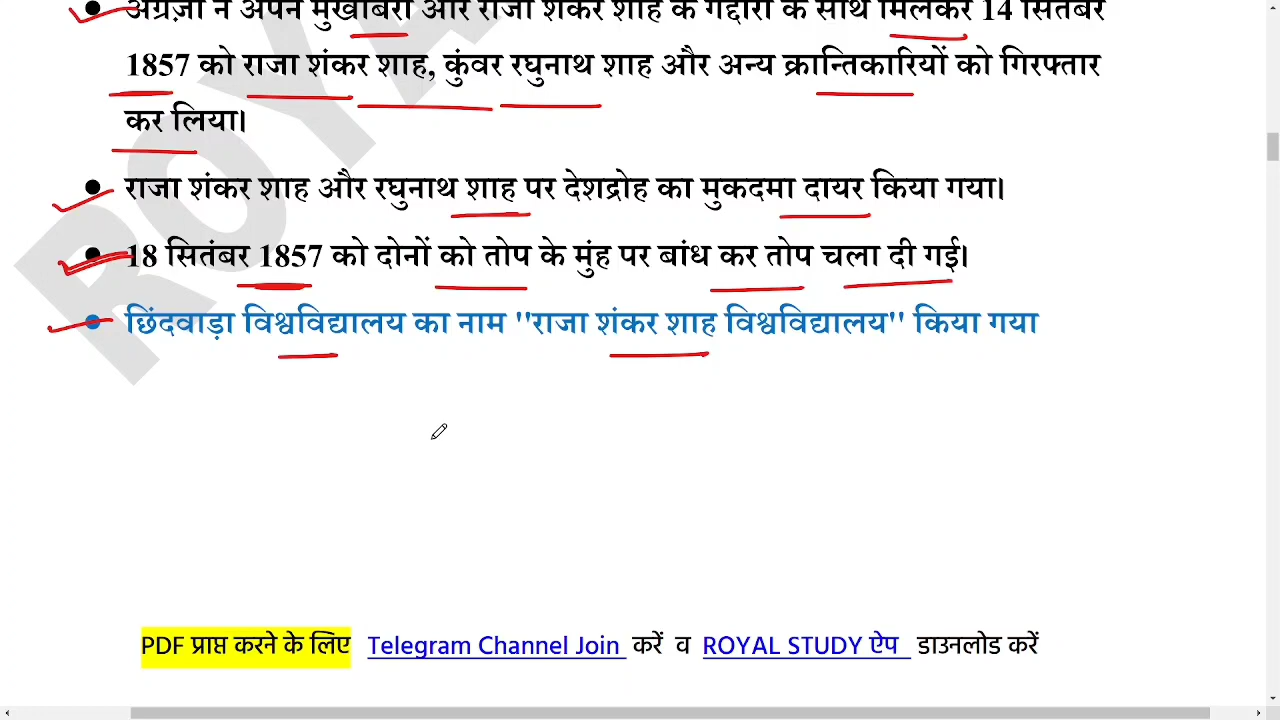 अंग्रेजों ने अपने मुखबिरों और राजा शंकर शाह के गद्दारों के साथ मिलकर 14 सितंबर
1857 को राजा शंकर शाह, कुंवर रघुनाथ शाह और अन्य क्रान्तिकारियों को गिरफ्तार
कर लिया।
राजा शंकर शाह और रघुनाथ शाह पर देशद्रोह का मुकदमा दायर किया गया।
18 सितंबर 1857 को दोनों को तोप के मुंह पर बांध कर तोप चला दी गई।
छिंदवाड़ा विश्वविद्यालय का नाम ''राजा शंकर शाह विश्वविद्यालय'' किया गया
PDF प्राप्त करने के लिए Telegram Channel Join करें व ROYAL STUDY ऐप डाउनलोड करें